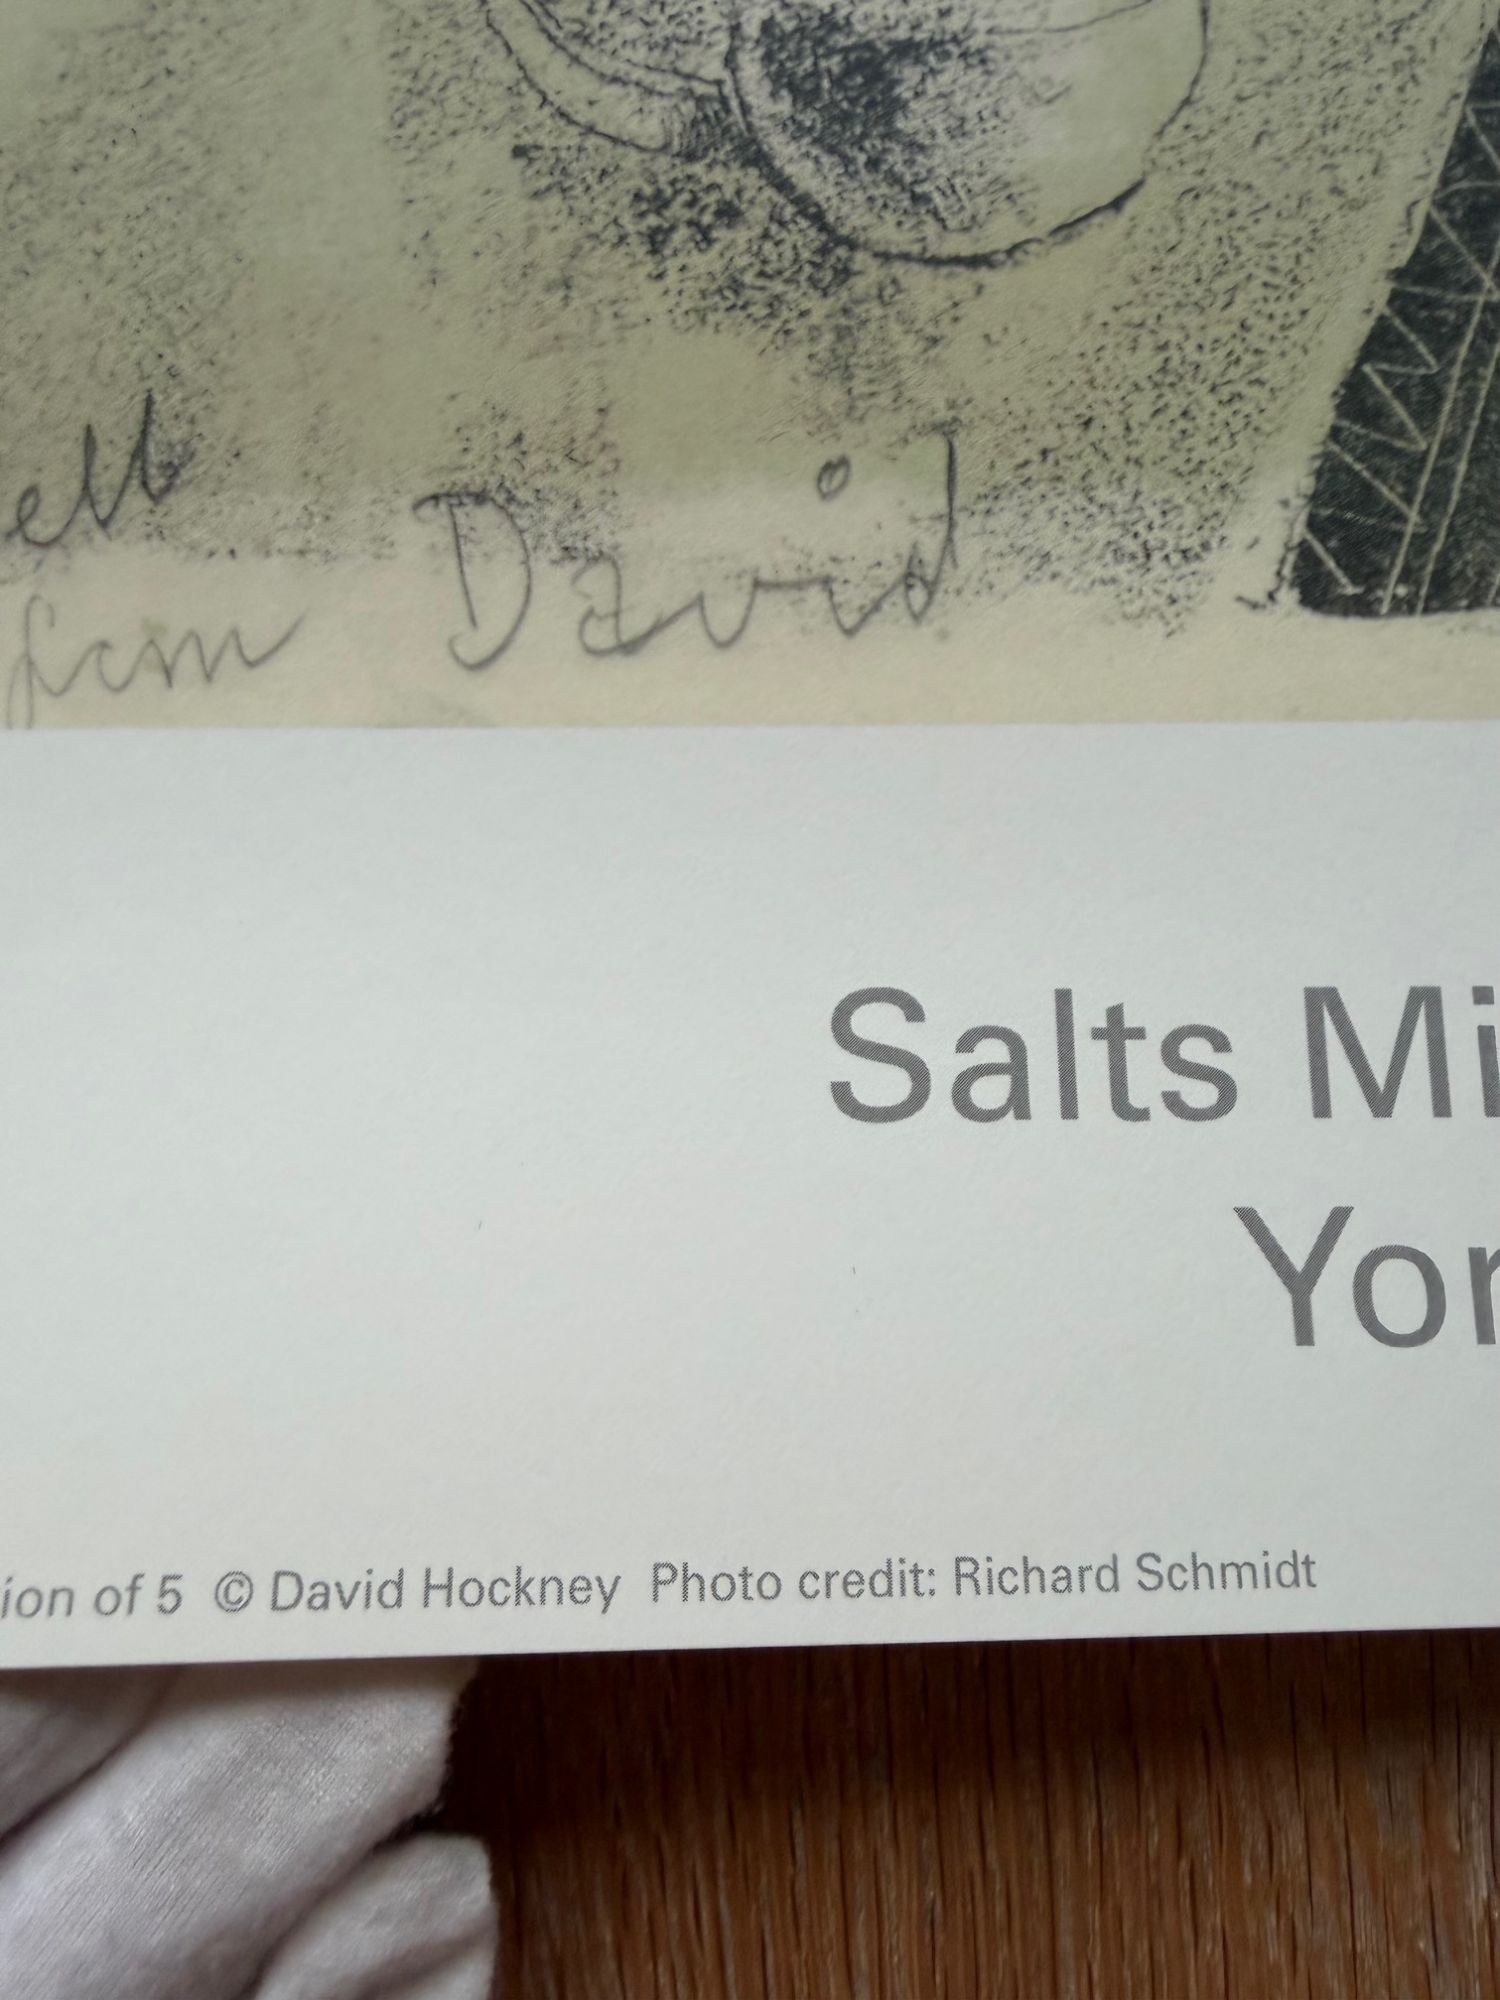 ell
from David
Salts Mi
Yor
ion of 5 © David Hockney Photo credit: Richard Schmidt